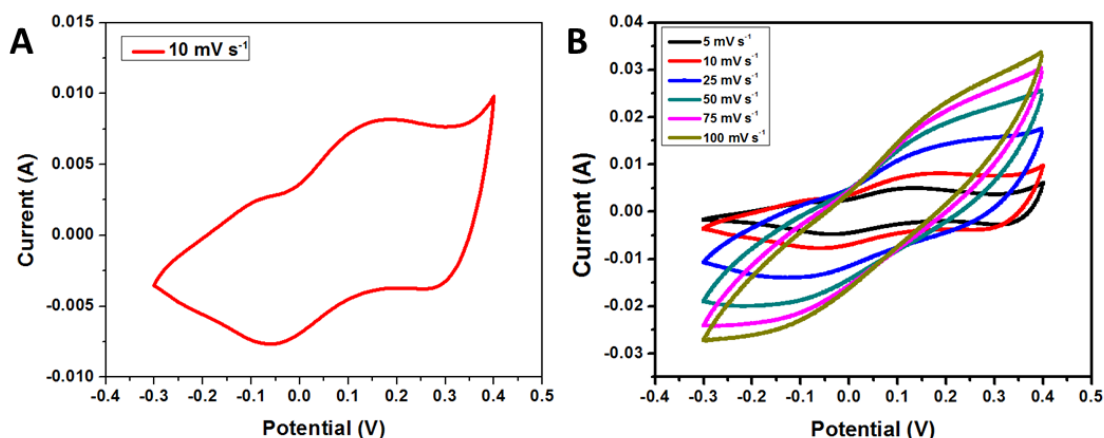 A
10 mV s⁻¹
0.015
0.010
0.005
0.000
-0.005
-0.010
Current (A)
-0.4 -0.3 -0.2 -0.1 0.0 0.1 0.2 0.3 0.4 0.5
Potential (V)
B
5 mV s⁻¹
10 mV s⁻¹
25 mV s⁻¹
50 mV s⁻¹
75 mV s⁻¹
100 mV s⁻¹
0.04
0.03
0.02
0.01
0.00
-0.01
-0.02
-0.03
Current (A)
-0.4 -0.3 -0.2 -0.1 0.0 0.1 0.2 0.3 0.4 0.5
Potential (V)